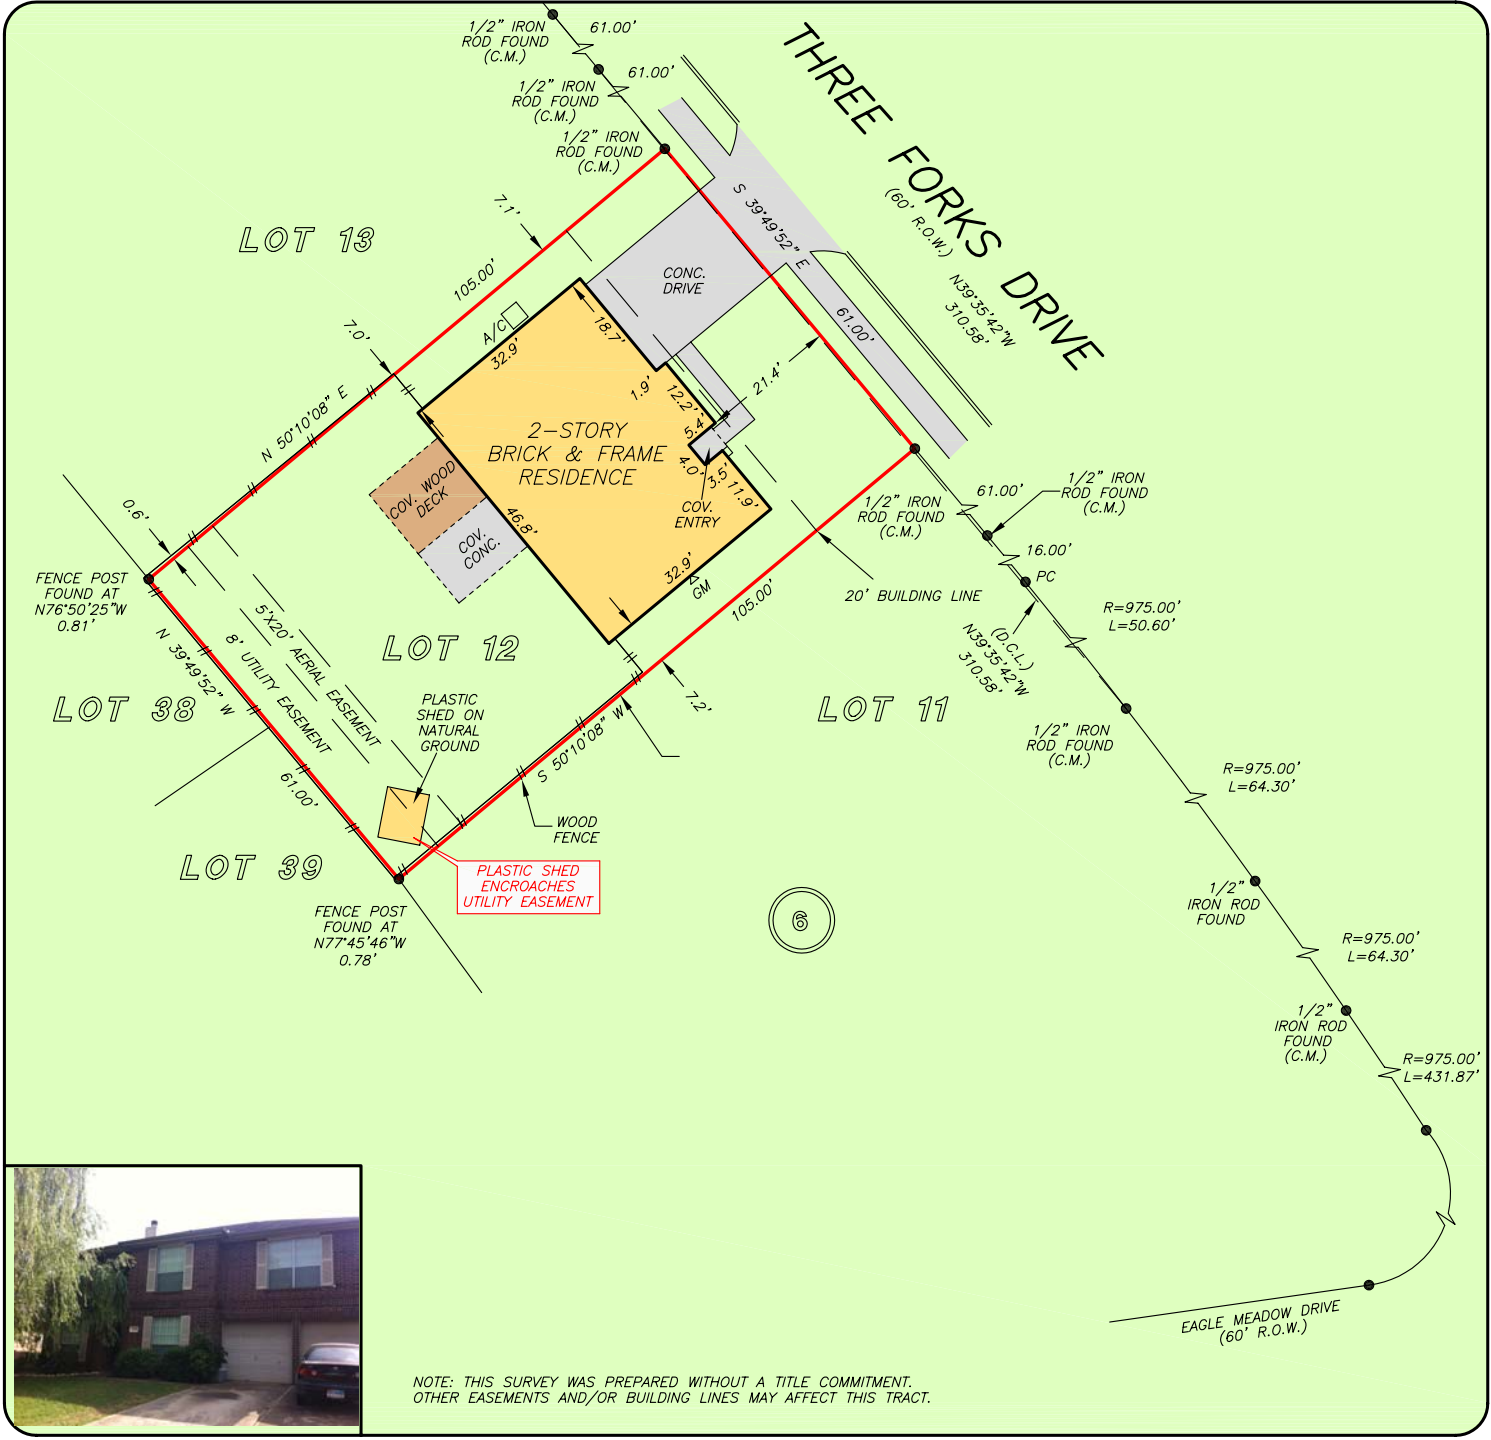 1/2" IRON
ROD FOUND
(C.M.)
61.00'
1/2" IRON
ROD FOUND
(C.M.)
61.00'
1/2" IRON
ROD FOUND
(C.M.)
THREE FORKS DRIVE
(60' R.O.W.)
N39°35'42"W
310.58'
S 39°49'52" E
61.00'
LOT 13
7.1'
105.00'
7.0'
N 50°10'08" E
0.6'
CONC.
DRIVE
A/C
32.9'
18.7'
1.9'
12.2'
5.4'
21.4'
4.0'
3.5'
11.9'
2-STORY
BRICK & FRAME
RESIDENCE
COV. WOOD
DECK
COV.
CONC.
46.8'
COV.
ENTRY
32.9'
GM
105.00'
20' BUILDING LINE
1/2" IRON
ROD FOUND
(C.M.)
61.00'
1/2" IRON
ROD FOUND
(C.M.)
16.00'
PC
R=975.00'
L=50.60'
(D.C.L.)
N39°35'42"W
310.58'
FENCE POST
FOUND AT
N76°50'25"W
0.81'
N 39°49'52" W
61.00'
8' UTILITY EASEMENT
5'X20' AERIAL EASEMENT
LOT 12
LOT 38
LOT 39
LOT 11
PLASTIC
SHED ON
NATURAL
GROUND
7.2'
S 50°10'08" W
WOOD
FENCE
PLASTIC SHED
ENCROACHES
UTILITY EASEMENT
FENCE POST
FOUND AT
N77°45'46"W
0.78'
6
1/2" IRON
ROD FOUND
(C.M.)
R=975.00'
L=64.30'
1/2"
IRON ROD
FOUND
R=975.00'
L=64.30'
1/2"
IRON ROD
FOUND
(C.M.)
R=975.00'
L=431.87'
EAGLE MEADOW DRIVE
(60' R.O.W.)
NOTE: THIS SURVEY WAS PREPARED WITHOUT A TITLE COMMITMENT.
OTHER EASEMENTS AND/OR BUILDING LINES MAY AFFECT THIS TRACT.